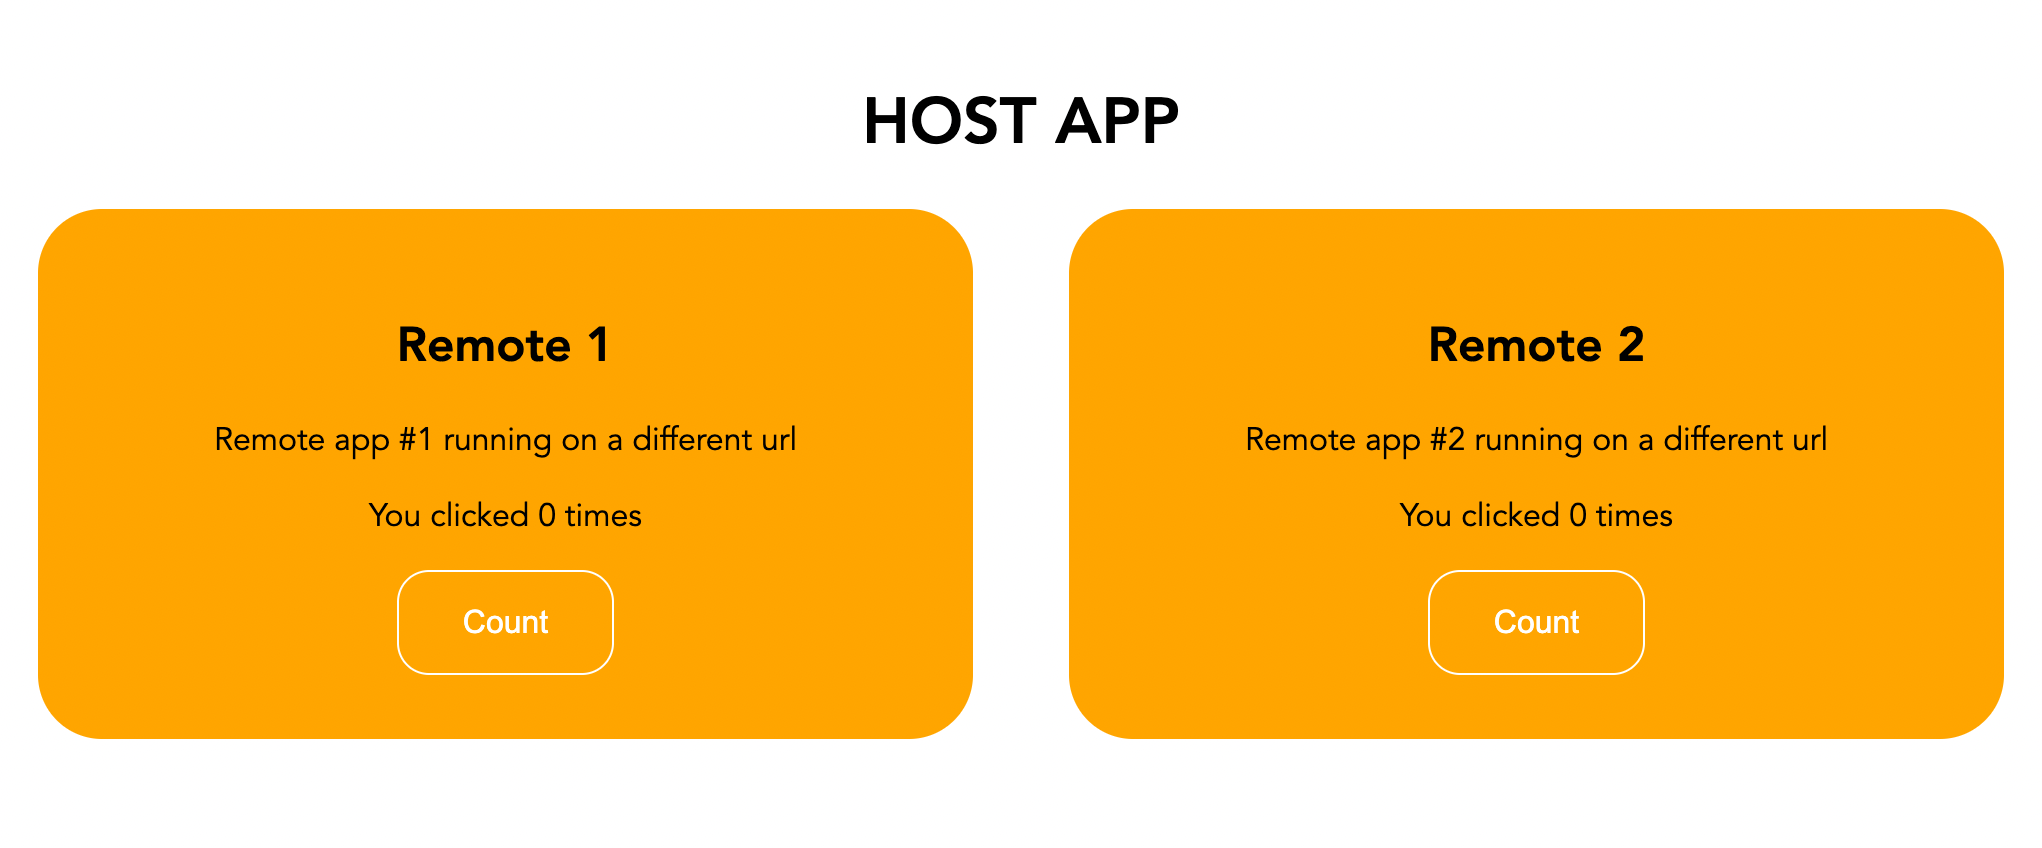 HOST APP
Remote 1
Remote app #1 running on a different url
You clicked 0 times
Count
Remote 2
Remote app #2 running on a different url
You clicked 0 times
Count